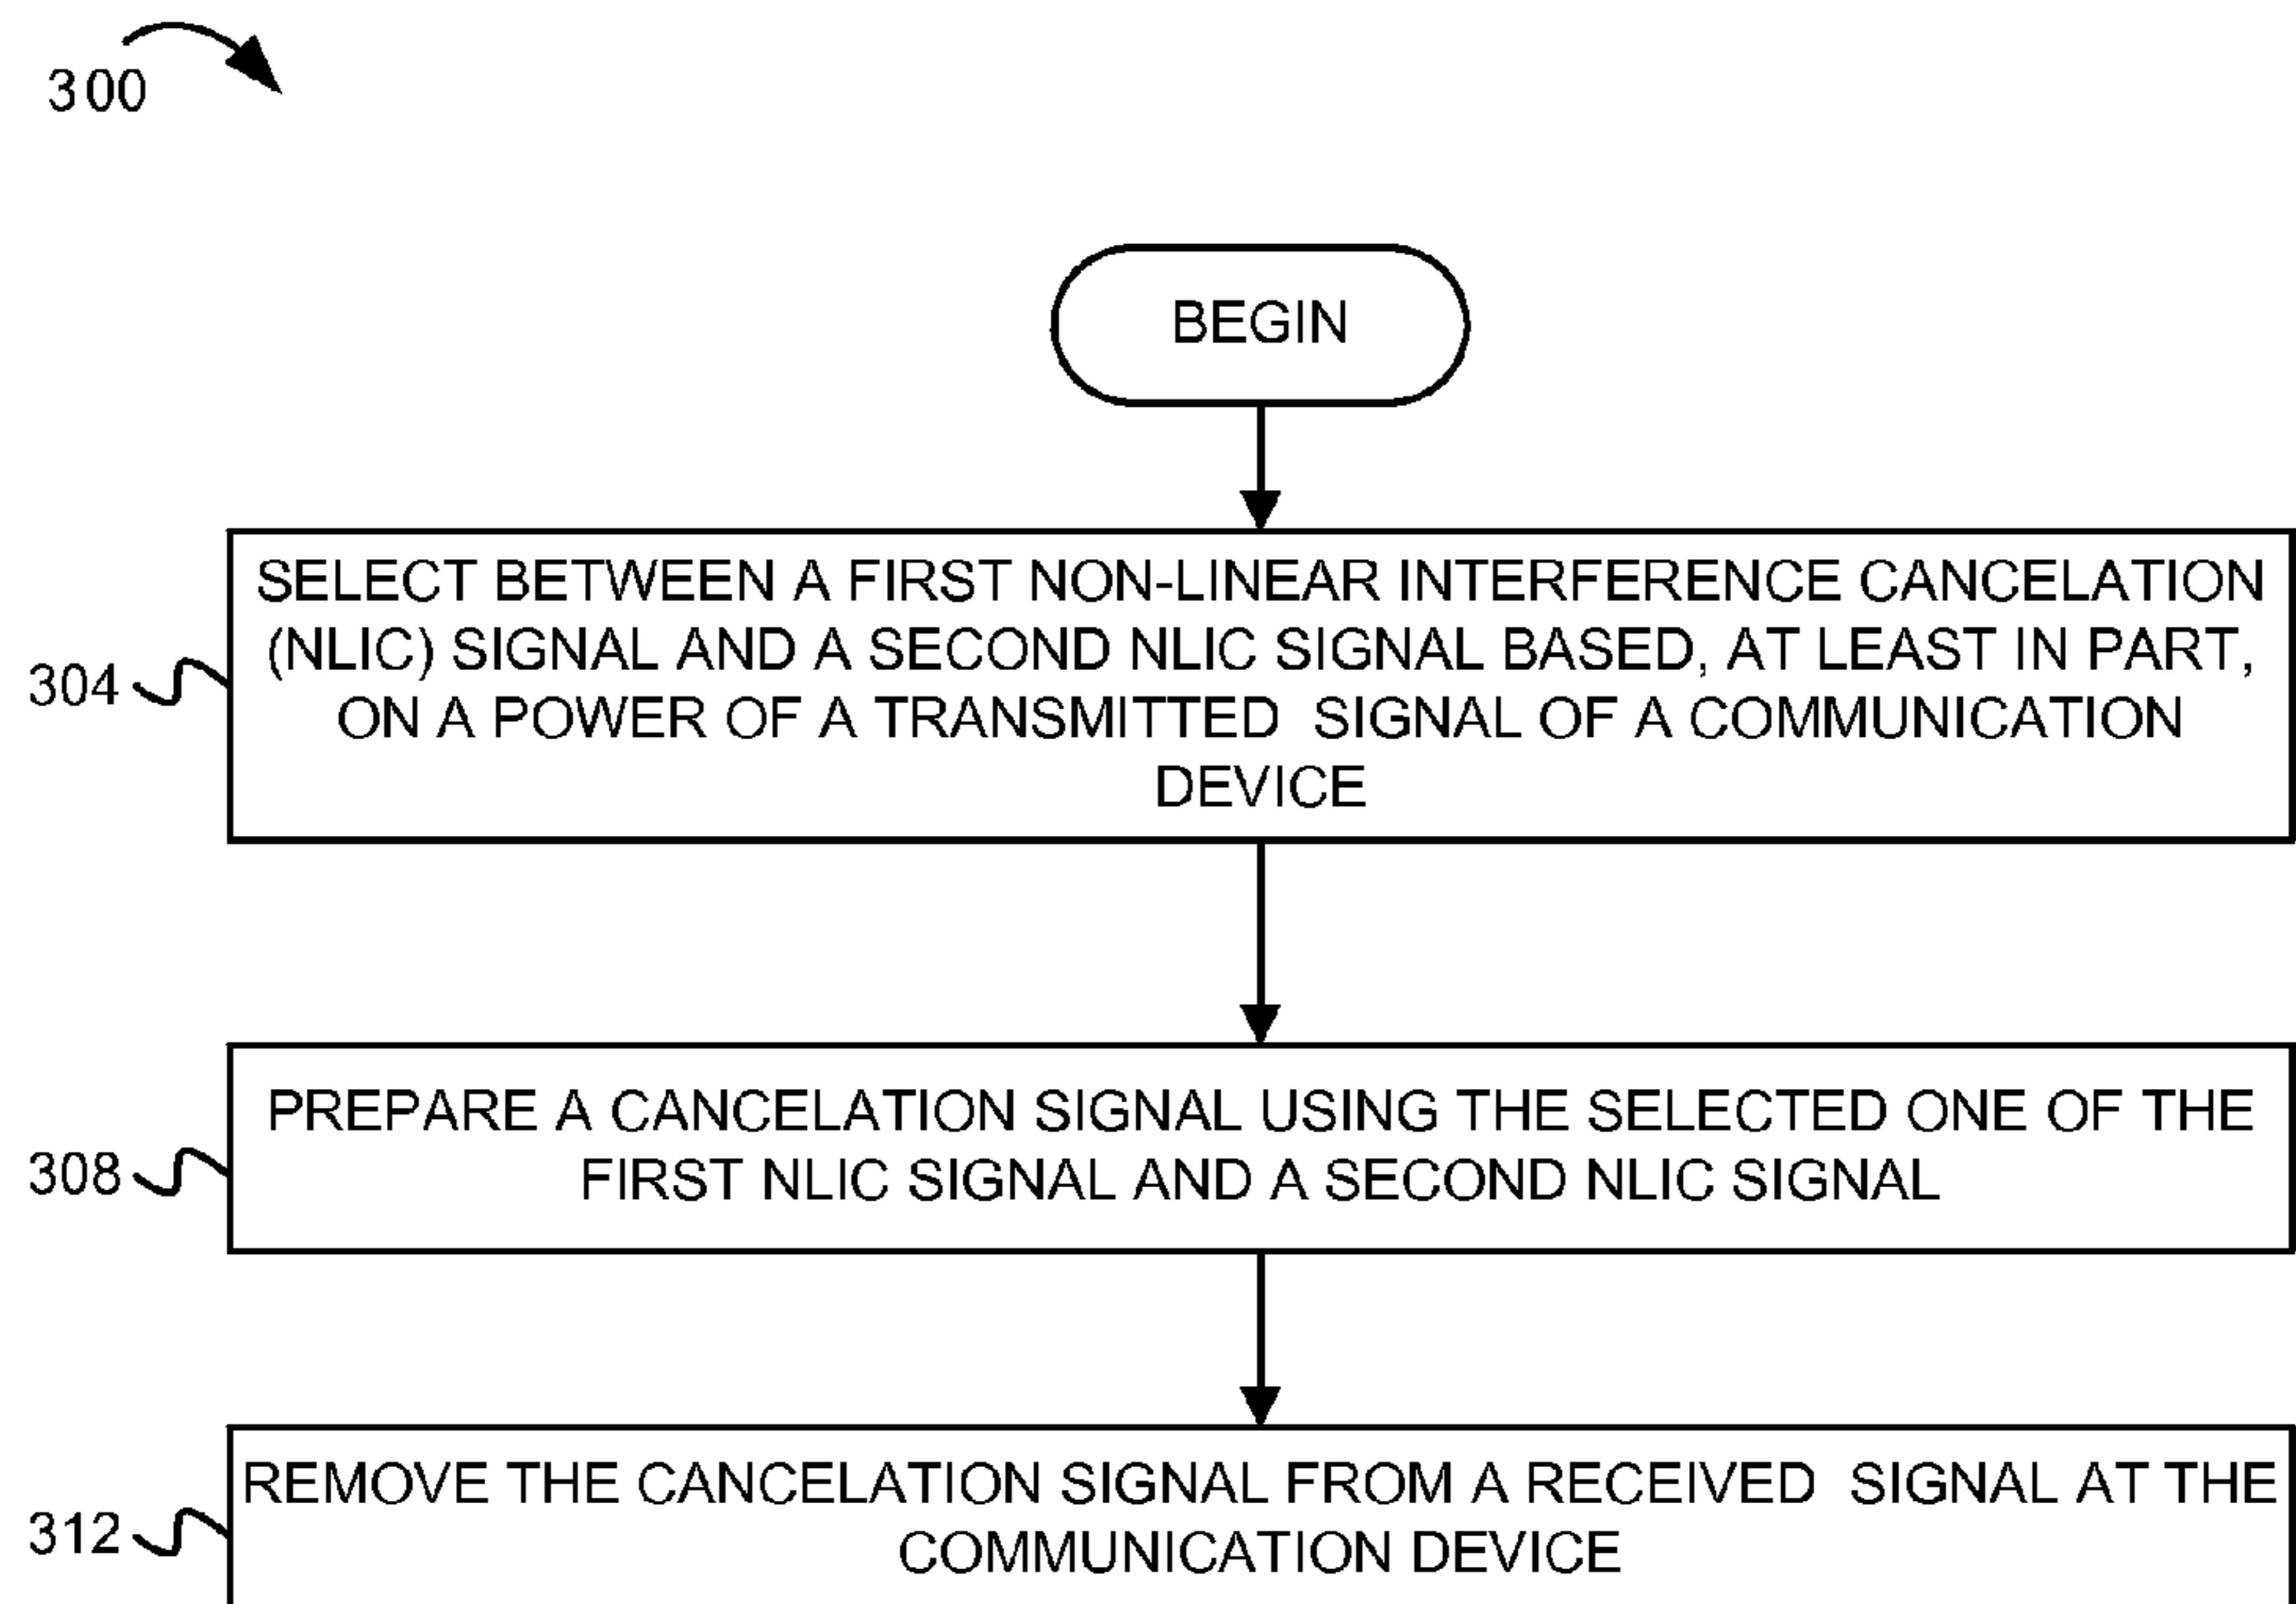 300
BEGIN
304
SELECT BETWEEN A FIRST NON-LINEAR INTERFERENCE CANCELATION
(NLIC) SIGNAL AND A SECOND NLIC SIGNAL BASED, AT LEAST IN PART,
ON A POWER OF A TRANSMITTED SIGNAL OF A COMMUNICATION
DEVICE
308
PREPARE A CANCELATION SIGNAL USING THE SELECTED ONE OF THE
FIRST NLIC SIGNAL AND A SECOND NLIC SIGNAL
312
REMOVE THE CANCELATION SIGNAL FROM A RECEIVED SIGNAL AT THE
COMMUNICATION DEVICE